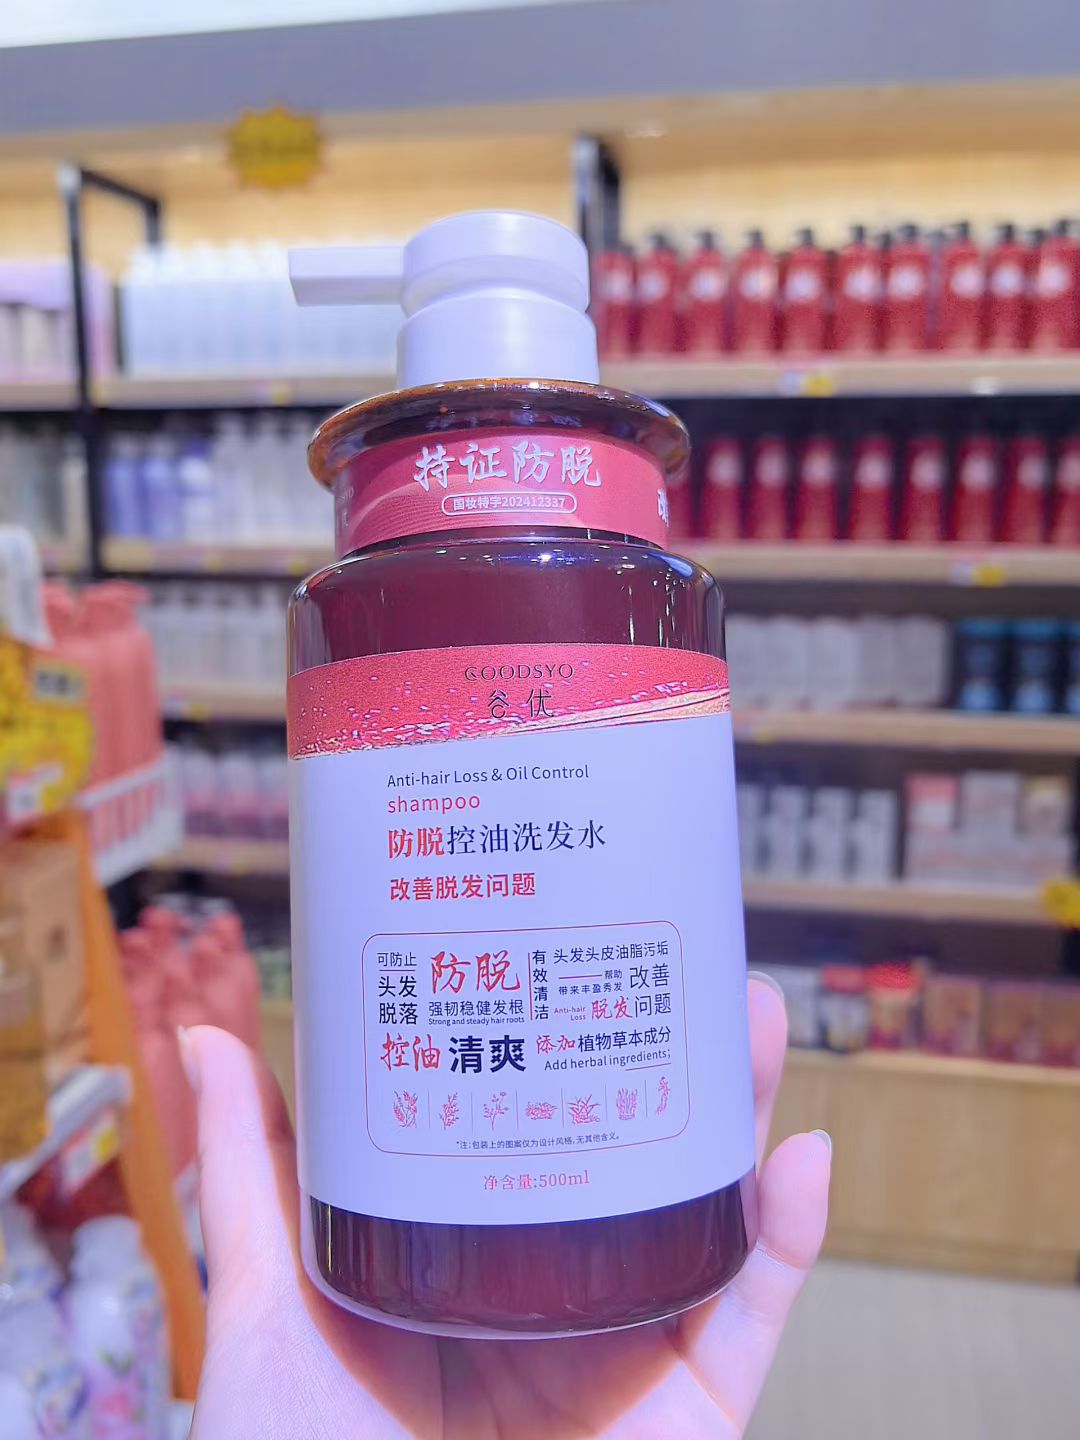 持证防脱
国妆特字202412337
GOODSYO
谷优
Anti-hair Loss & Oil Control
shampoo
防脱控油洗发水
改善脱发问题
可防止
头发
脱落
防脱
强韧稳健发根
Strong and steady hair roots
有效清洁
头发头皮油脂污垢
帮助
带来丰盈秀发
改善
Anti-hair
Loss
脱发问题
控油清爽
添加植物草本成分
Add herbal ingredients;
*注:包装上的图案仅为设计风格,无其他含义。
净含量:500ml